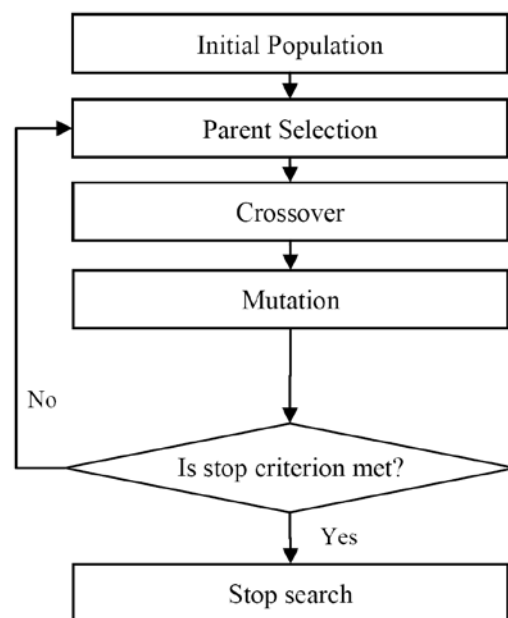 Initial Population
Parent Selection
Crossover
Mutation
No
Is stop criterion met?
Yes
Stop search